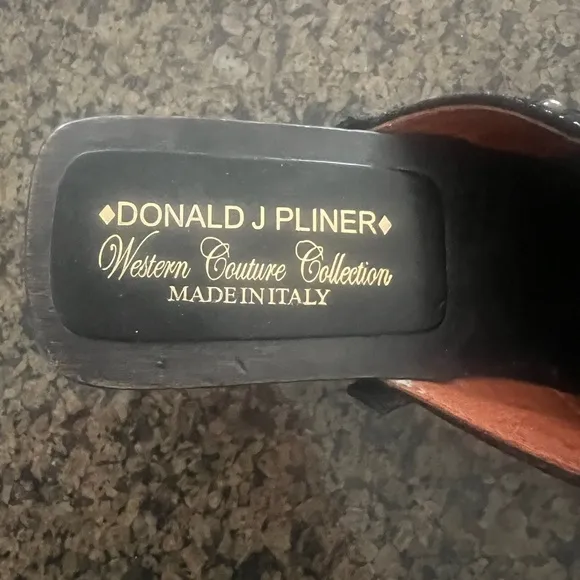 ♦DONALD J PLINER♦
Western Couture Collection
MADE IN ITALY